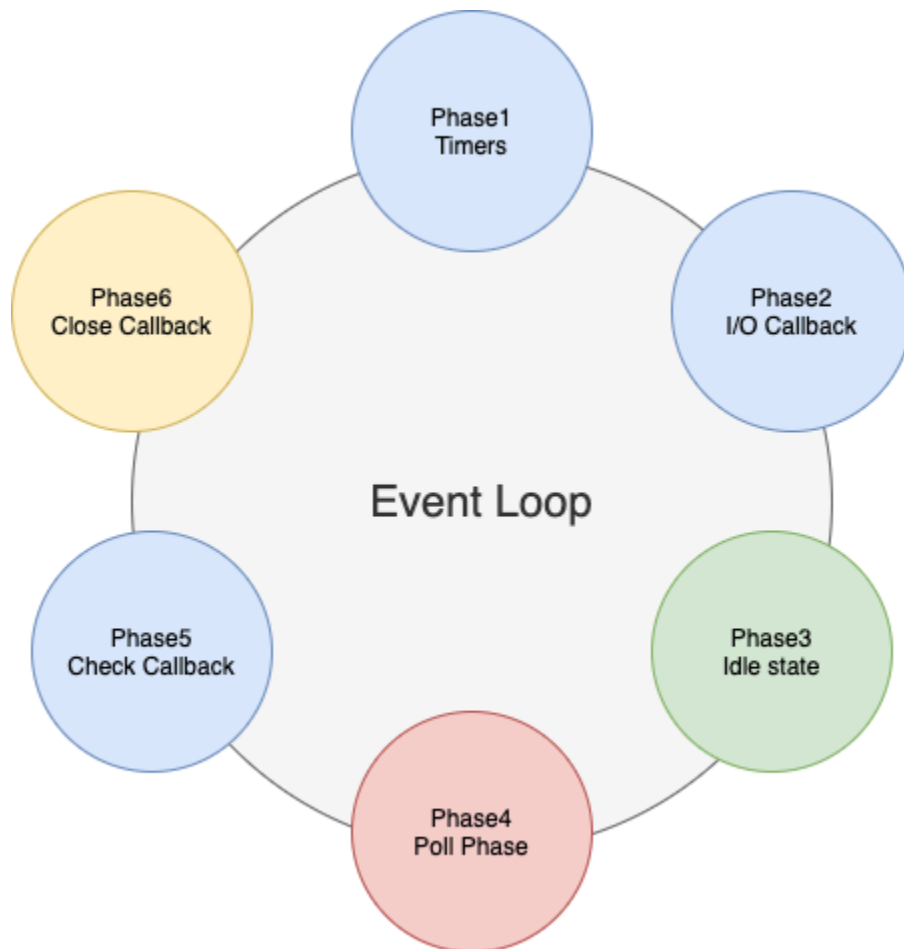 Phase1
Timers
Phase2
I/O Callback
Phase3
Idle state
Phase4
Poll Phase
Phase5
Check Callback
Phase6
Close Callback
Event Loop